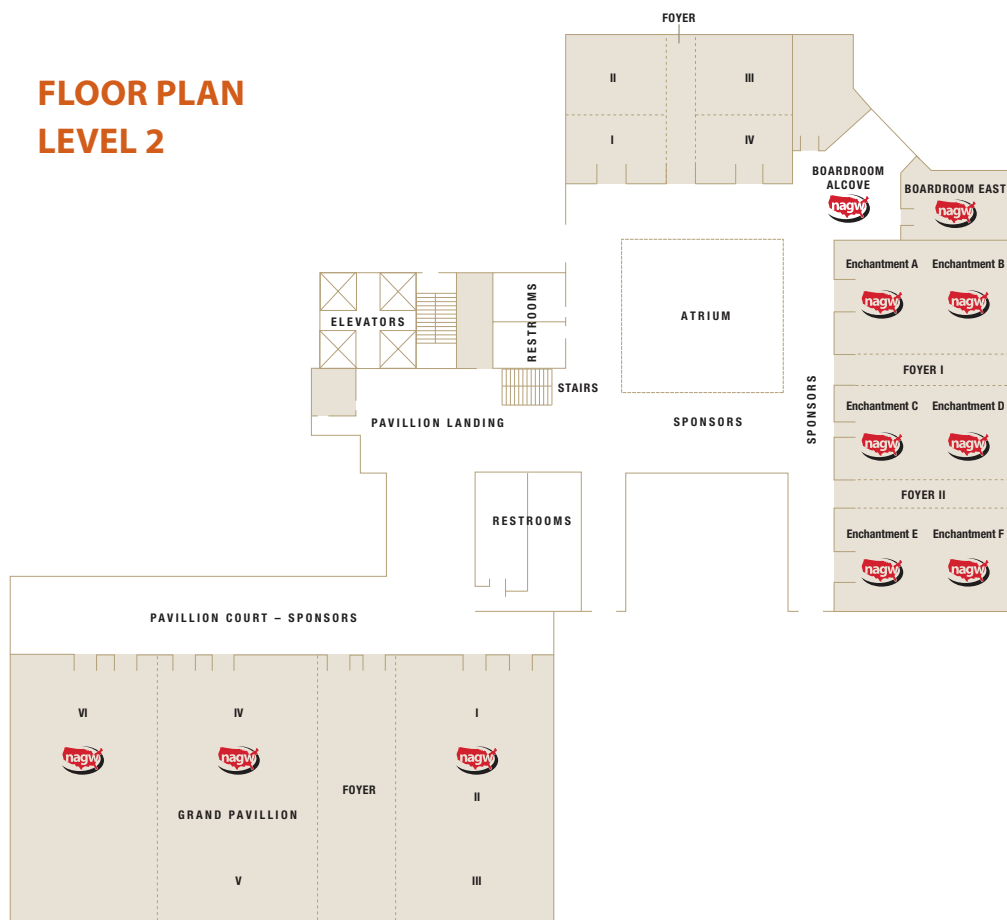 FLOOR PLAN
LEVEL 2
FOYER
II
III
I
IV
BOARDROOM
ALCOVE
nagw
BOARDROOM EAST
nagw
Enchantment A
Enchantment B
nagw
nagw
FOYER I
Enchantment C
Enchantment D
nagw
nagw
FOYER II
Enchantment E
Enchantment F
nagw
nagw
ATRIUM
SPONSORS
SPONSORS
ELEVATORS
RESTROOMS
STAIRS
PAVILLION LANDING
RESTROOMS
PAVILLION COURT – SPONSORS
VI
IV
I
nagw
nagw
nagw
FOYER
II
GRAND PAVILLION
V
III